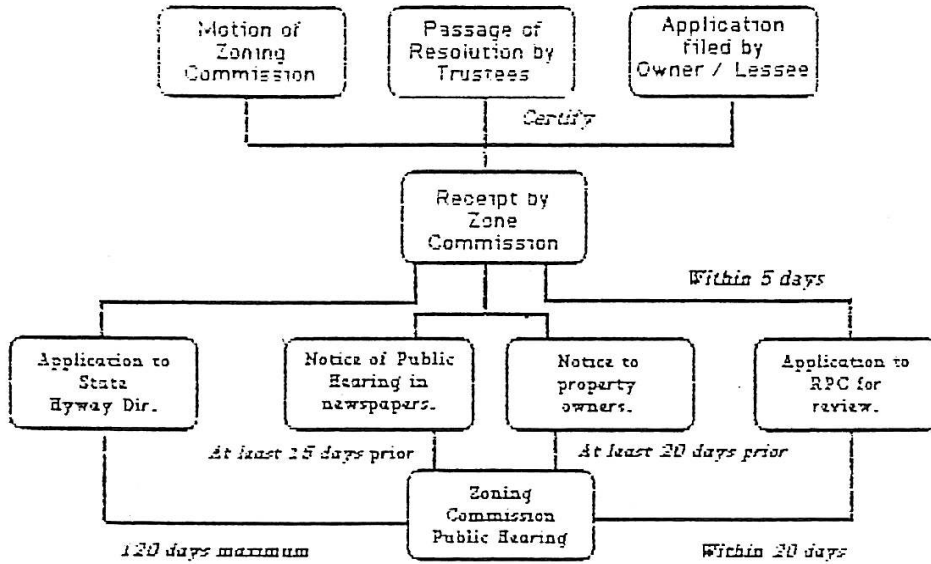 Motion of
Zoning
Commission
Passage of
Resolution by
Trustees
Application
filed by
Owner / Lessee
Certify
Receipt by
Zone
Commission
Within 5 days
Application to
State
Hyway Dir.
Notice of Public
Hearing in
newspapers.
Notice to
property
owners.
Application to
RPC for
review.
At least 15 days prior
At least 20 days prior
Zoning
Commission
Public Hearing
120 days maximum
Within 20 days